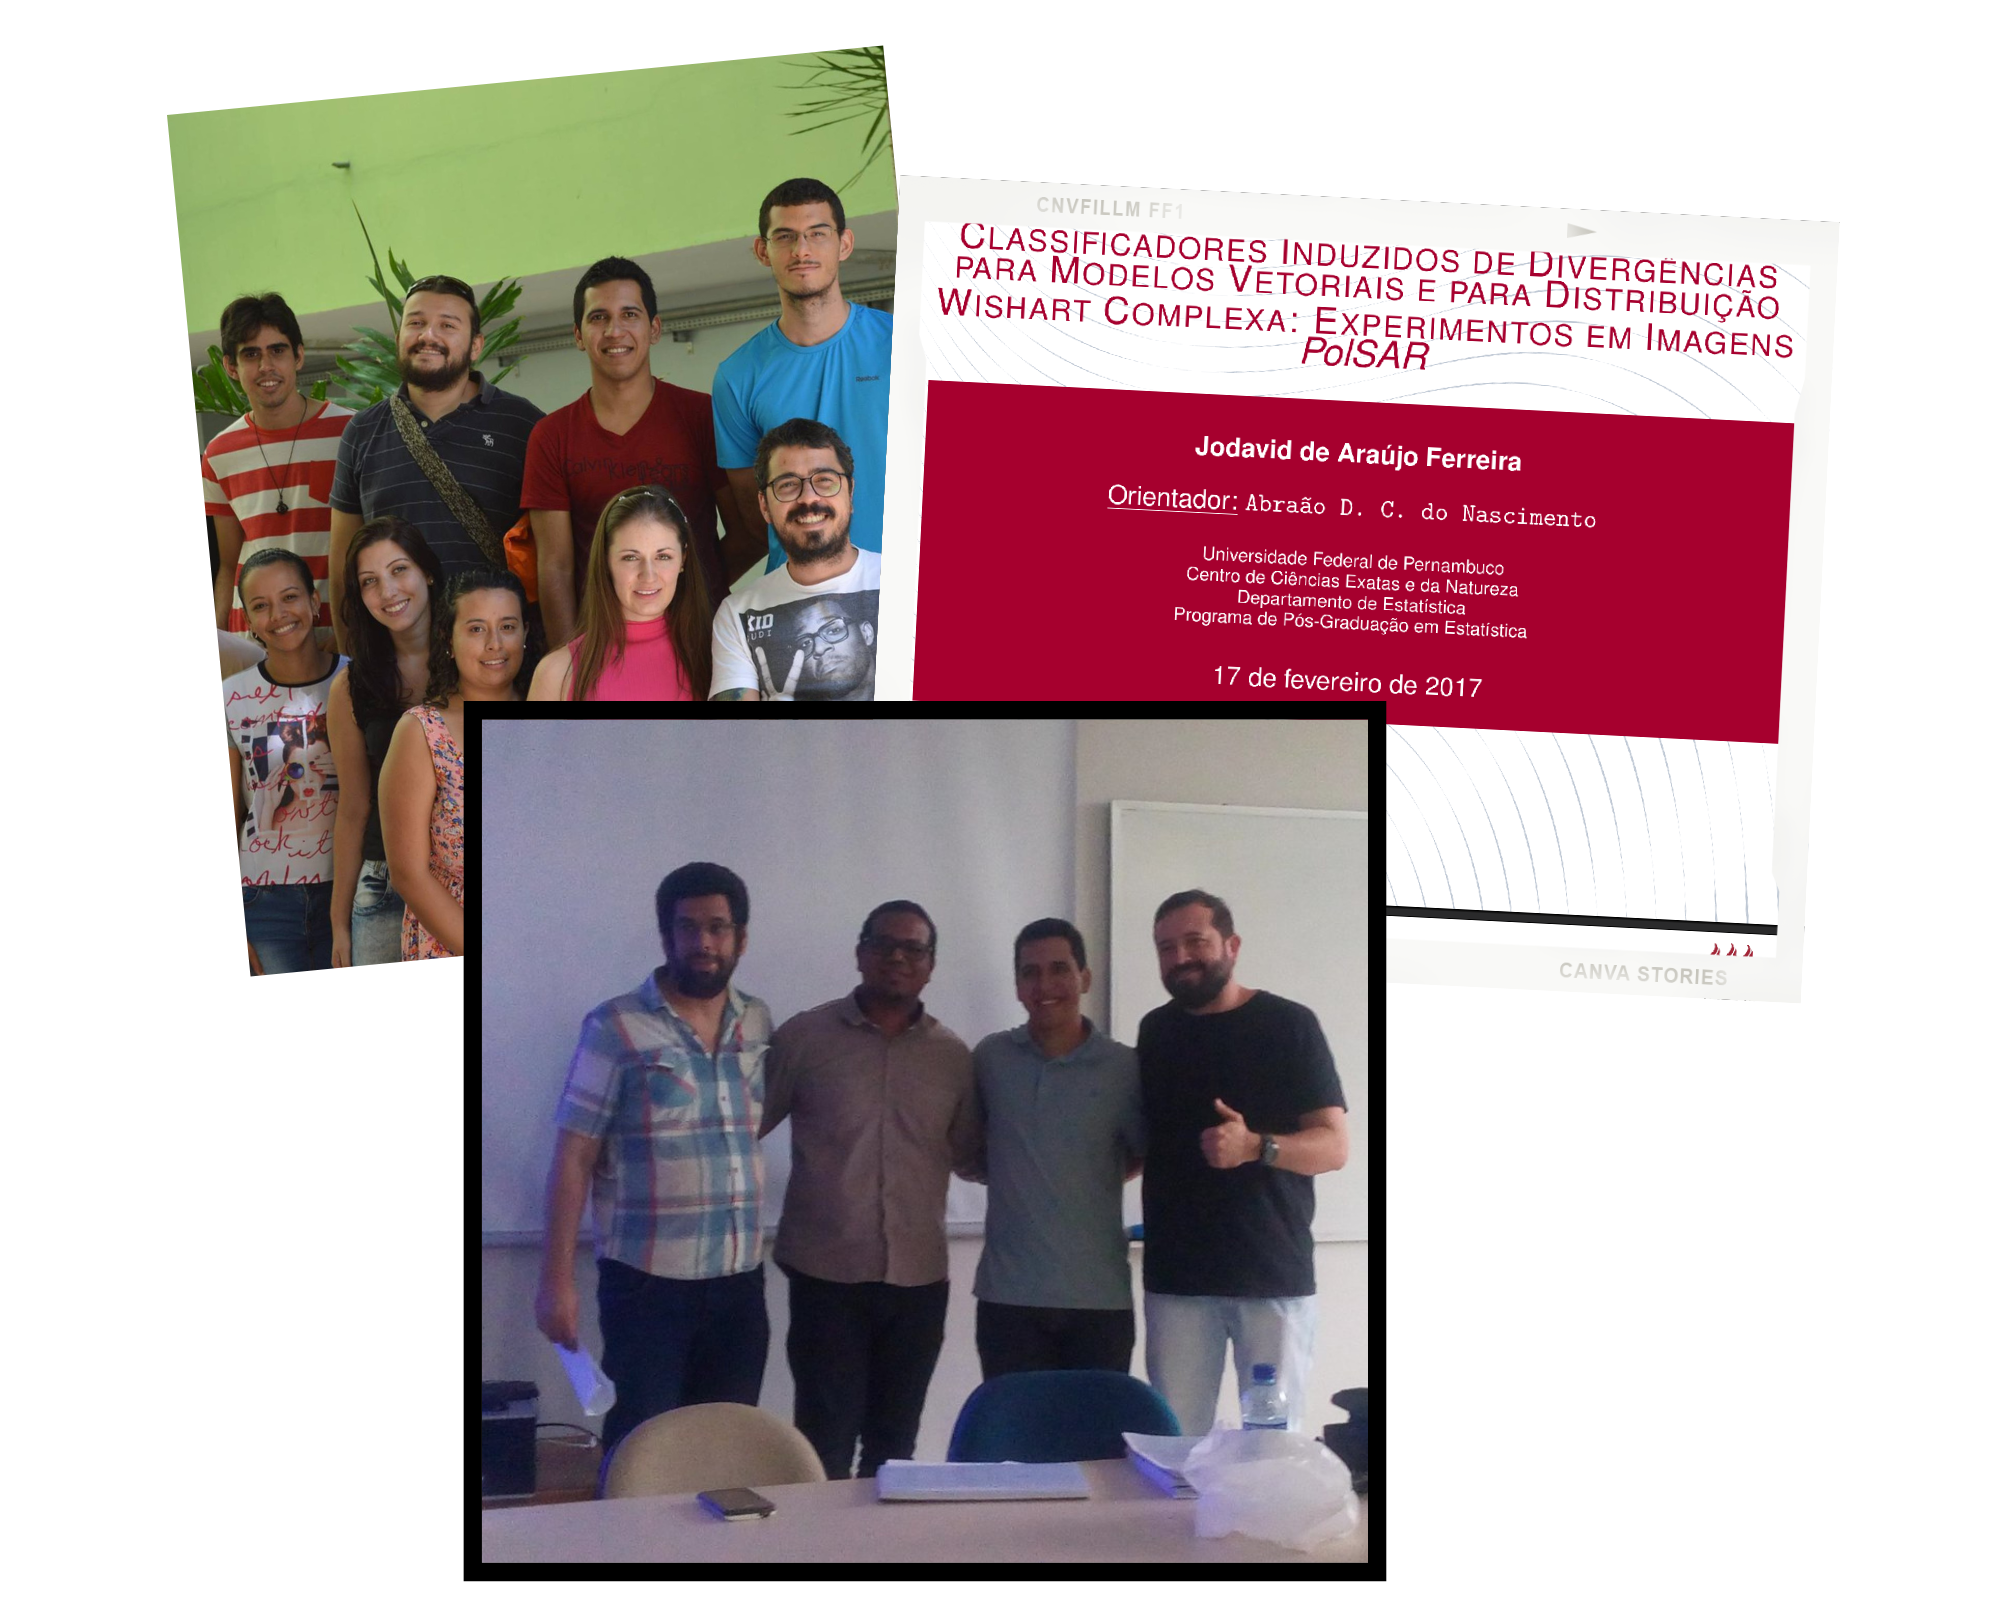 CNVFILLM FF1
CLASSIFICADORES INDUZIDOS DE DIVERGÊNCIAS
PARA MODELOS VETORIAIS E PARA DISTRIBUIÇÃO
WISHART COMPLEXA: EXPERIMENTOS EM IMAGENS
PolSAR
Jodavid de Araújo Ferreira
Orientador: Abraão D. C. do Nascimento
Universidade Federal de Pernambuco
Centro de Ciências Exatas e da Natureza
Departamento de Estatística
Programa de Pós-Graduação em Estatística
17 de fevereiro de 2017
CANVA STORIES
Reebok
KID